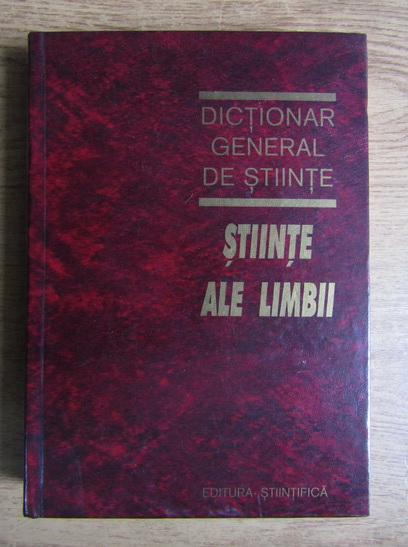 DICȚIONAR
GENERAL
DE ȘTIINȚE
ȘTIINȚE
ALE LIMBII
EDITURA ȘTIINȚIFICĂ